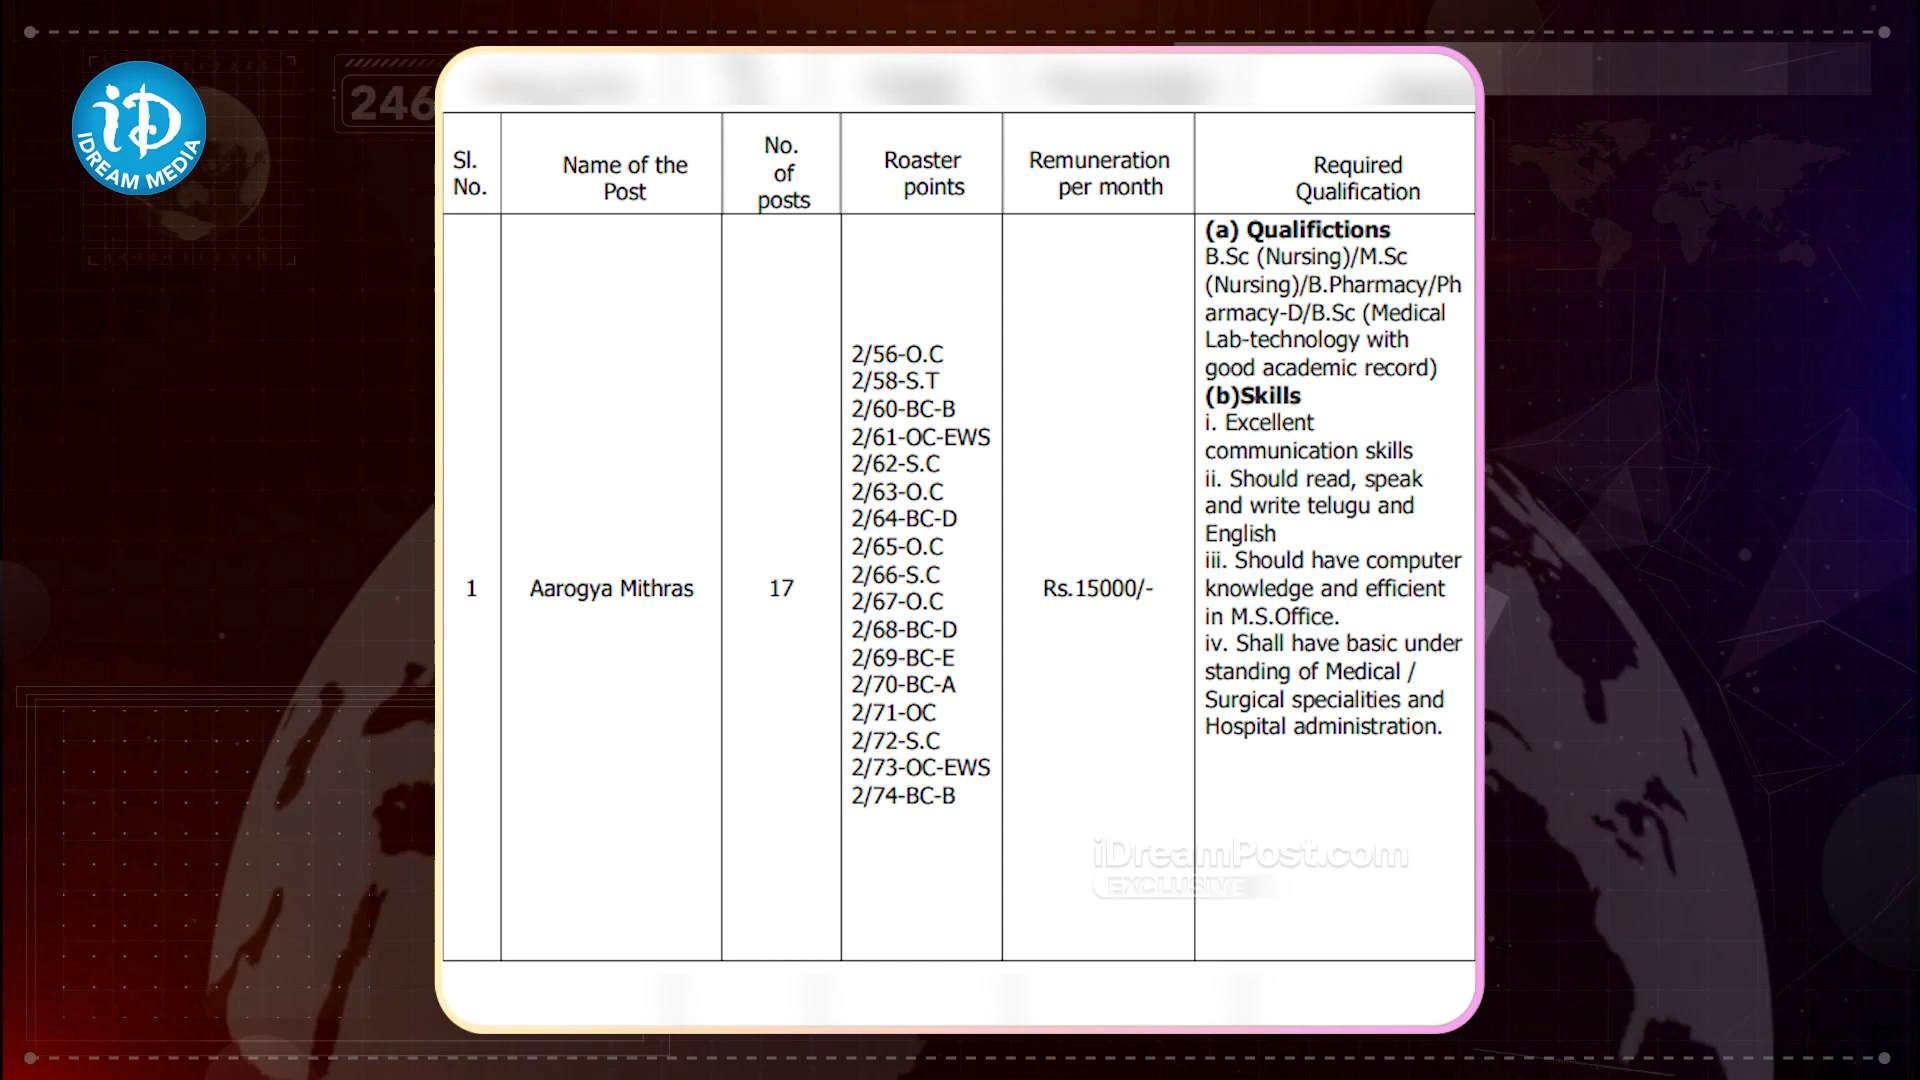 iD
IDREAM MEDIA
246
Sl.
No.
Name of the
Post
No.
of
posts
Roaster
points
Remuneration
per month
Required
Qualification
1
Aarogya Mithras
17
2/56-O.C
2/58-S.T
2/60-BC-B
2/61-OC-EWS
2/62-S.C
2/63-O.C
2/64-BC-D
2/65-O.C
2/66-S.C
2/67-O.C
2/68-BC-D
2/69-BC-E
2/70-BC-A
2/71-OC
2/72-S.C
2/73-OC-EWS
2/74-BC-B
Rs.15000/-
(a) Qualifictions
B.Sc (Nursing)/M.Sc
(Nursing)/B.Pharmacy/Ph
armacy-D/B.Sc (Medical
Lab-technology with
good academic record)
(b)Skills
i. Excellent
communication skills
ii. Should read, speak
and write telugu and
English
iii. Should have computer
knowledge and efficient
in M.S.Office.
iv. Shall have basic under
standing of Medical /
Surgical specialities and
Hospital administration.
iDreamPost.com
EXCLUSIVE